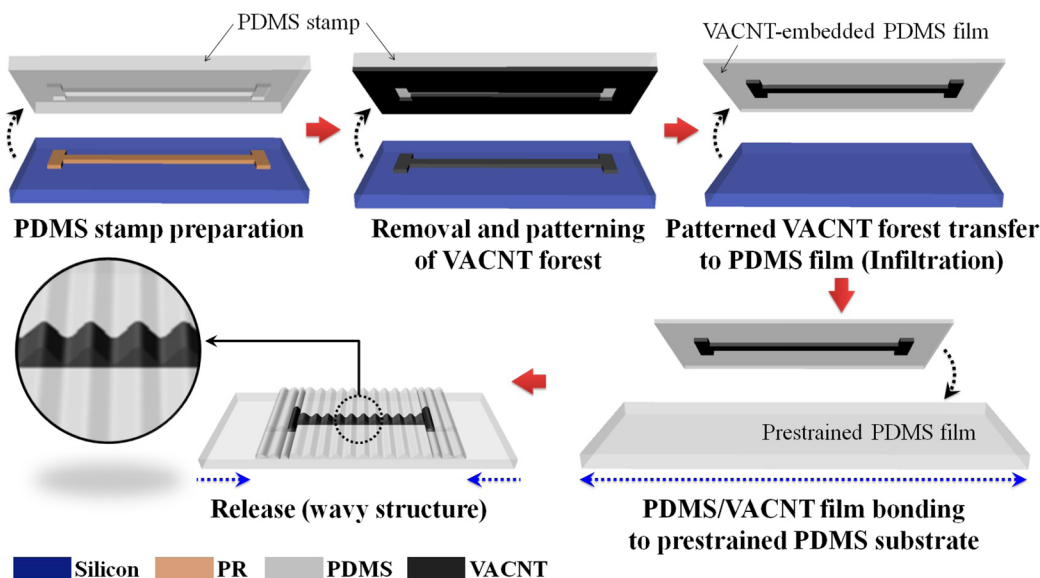 PDMS stamp
VACNT-embedded PDMS film
PDMS stamp preparation
Removal and patterning
of VACNT forest
Patterned VACNT forest transfer
to PDMS film (Infiltration)
Prestrained PDMS film
PDMS/VACNT film bonding
to prestrained PDMS substrate
Release (wavy structure)
Silicon
PR
PDMS
VACNT